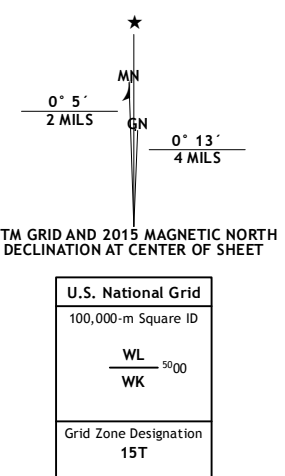 ★
MN
0° 5´
2 MILS
GN
0° 13´
4 MILS
TM GRID AND 2015 MAGNETIC NORTH
DECLINATION AT CENTER OF SHEET
U.S. National Grid
100,000-m Square ID
WL
5000
WK
Grid Zone Designation
15T